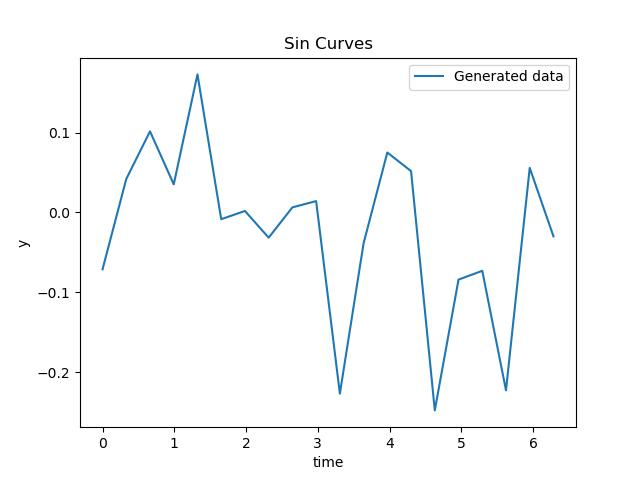 Sin Curves
Generated data
0.1
0.0
−0.1
−0.2
y
0 1 2 3 4 5 6
time